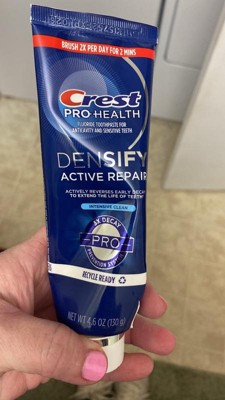 BRUSH 2X PER DAY FOR 2 MINS
Crest
PRO-HEALTH
FLUORIDE TOOTHPASTE FOR
ANTICAVITY AND SENSITIVE TEETH
DENSIFY
ACTIVE REPAIR
ACTIVELY REVERSES EARLY DECAY
TO EXTEND THE LIFE OF TEETH
INTENSIVE CLEAN
4X DECAY
PRO
RECYCLE READY
NET WT 4.6 OZ (130 g)